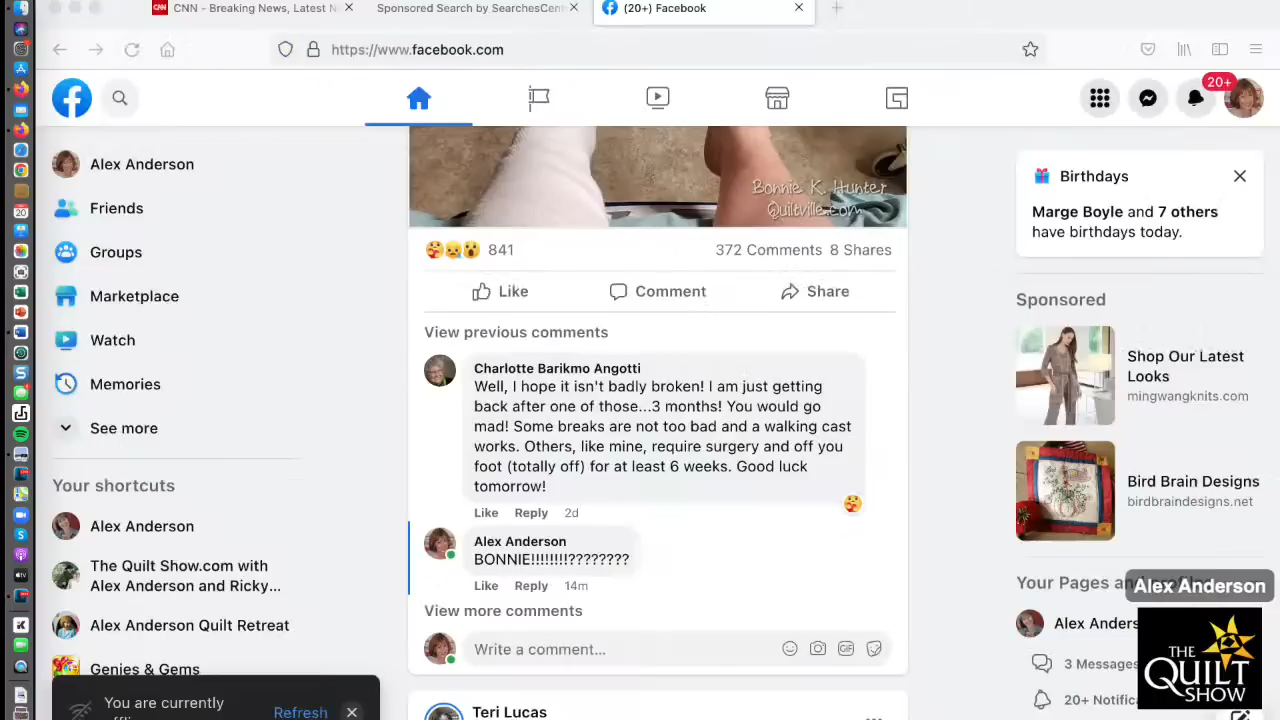 CNN - Breaking News, Latest N
Sponsored Search by SearchesCent
(20+) Facebook
https://www.facebook.com
20+
20
Alex Anderson
Friends
Groups
Marketplace
Watch
Memories
See more
Your shortcuts
Alex Anderson
The Quilt Show.com with
Alex Anderson and Ricky...
Alex Anderson Quilt Retreat
Genies & Gems
You are currently
Refresh
Bonnie K. Hunter
Quiltville.com
841
372 Comments 8 Shares
Like
Comment
Share
View previous comments
Charlotte Barikmo Angotti
Well, I hope it isn't badly broken! I am just getting
back after one of those...3 months! You would go
mad! Some breaks are not too bad and a walking cast
works. Others, like mine, require surgery and off you
foot (totally off) for at least 6 weeks. Good luck
tomorrow!
Like Reply 2d
Alex Anderson
BONNIE!!!!!!!!????????
Like Reply 14m
View more comments
Write a comment...
GIF
Teri Lucas
Birthdays
Marge Boyle and 7 others
have birthdays today.
Sponsored
Shop Our Latest
Looks
mingwangknits.com
Bird Brain Designs
birdbraindesigns.net
Your Pages an
Alex Anderson
Alex Anders
3 Messages
20+ Notific
THE
QUILT
SHOW